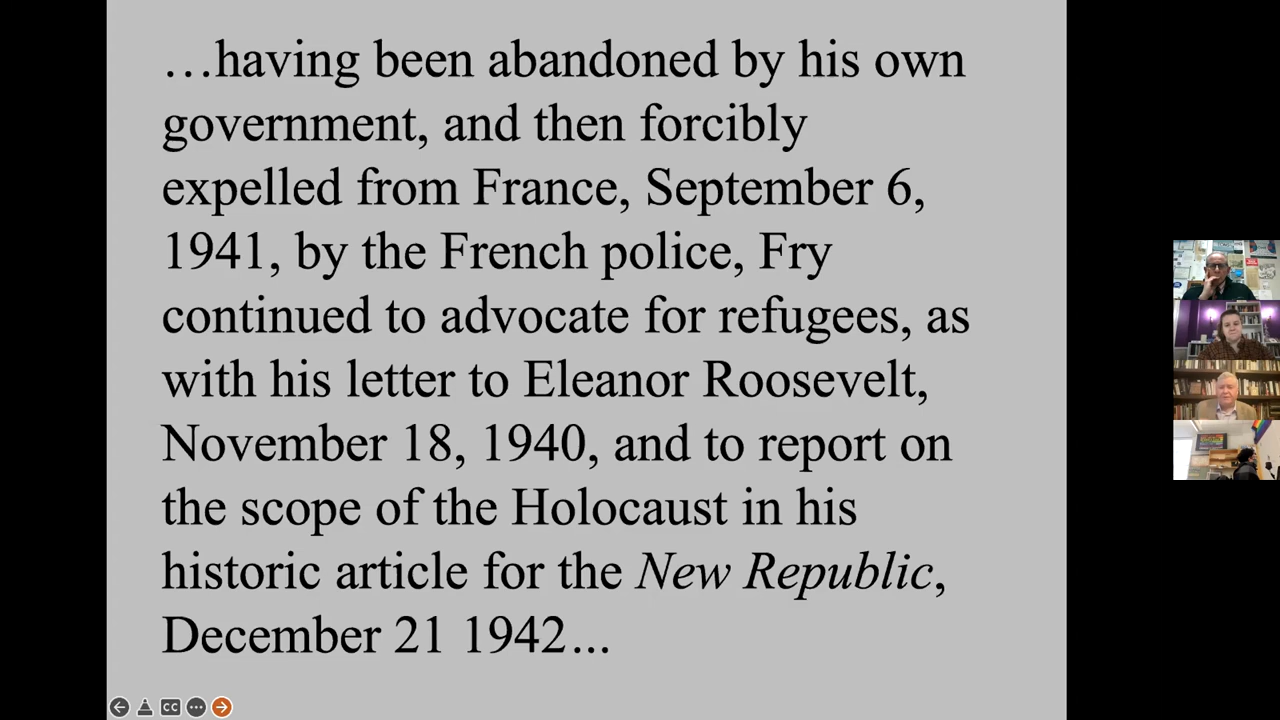 …having been abandoned by his own
government, and then forcibly
expelled from France, September 6,
1941, by the French police, Fry
continued to advocate for refugees, as
with his letter to Eleanor Roosevelt,
November 18, 1940, and to report on
the scope of the Holocaust in his
historic article for the New Republic,
December 21 1942…
CC